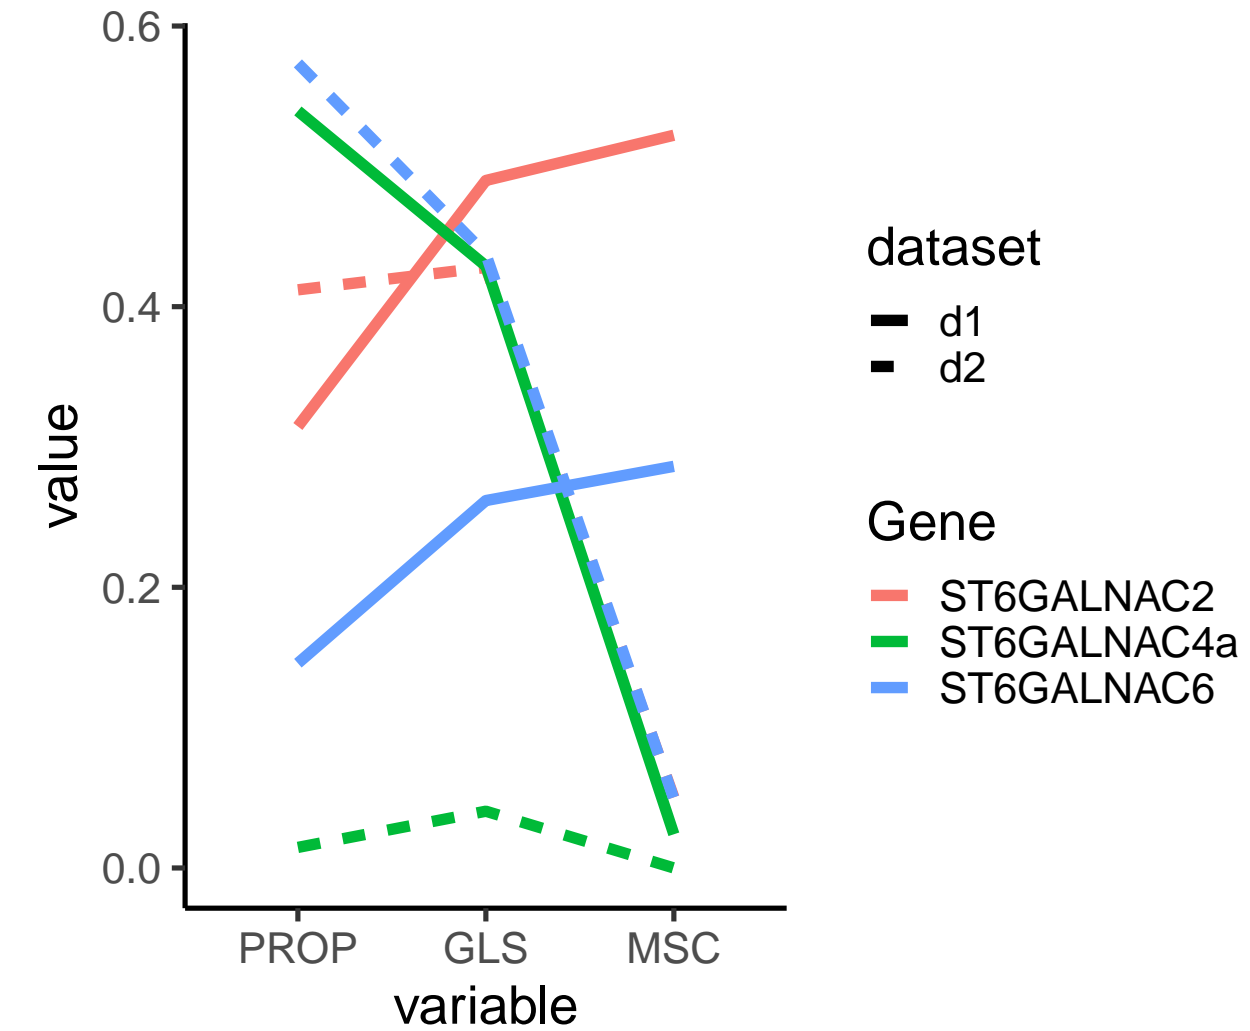 0.6
0.4
0.2
0.0
value
PROP
GLS
MSC
variable
dataset
d1
d2
Gene
ST6GALNAC2
ST6GALNAC4a
ST6GALNAC6